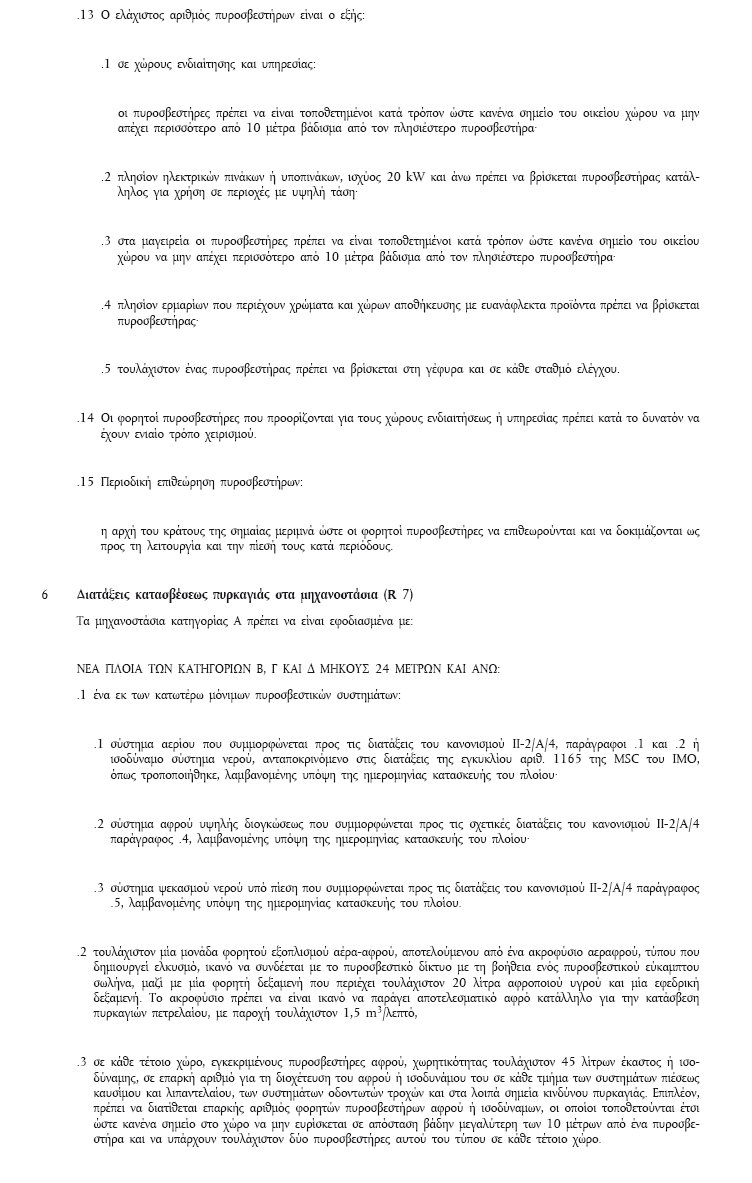 .13 Ο ελάχιστος αριθμός πυροσβεστήρων είναι ο εξής:
.1 σε χώρους ενδιαίτησης και υπηρεσίας:
οι πυροσβεστήρες πρέπει να είναι τοποθετημένοι κατά τρόπον ώστε κανένα σημείο του οικείου χώρου να μην
απέχει περισσότερο από 10 μέτρα βάδισμα από τον πλησιέστερο πυροσβεστήρα·
.2 πλησίον ηλεκτρικών πινάκων ή υποπινάκων, ισχύος 20 kW και άνω πρέπει να βρίσκεται πυροσβεστήρας κατάλ-
ληλος για χρήση σε περιοχές με υψηλή τάση·
.3 στα μαγειρεία οι πυροσβεστήρες πρέπει να είναι τοποθετημένοι κατά τρόπον ώστε κανένα σημείο του οικείου
χώρου να μην απέχει περισσότερο από 10 μέτρα βάδισμα από τον πλησιέστερο πυροσβεστήρα·
.4 πλησίον ερμαρίων που περιέχουν χρώματα και χώρων αποθήκευσης με ευανάφλεκτα προϊόντα πρέπει να βρίσκεται
πυροσβεστήρας·
.5 τουλάχιστον ένας πυροσβεστήρας πρέπει να βρίσκεται στη γέφυρα και σε κάθε σταθμό ελέγχου.
.14 Οι φορητοί πυροσβεστήρες που προορίζονται για τους χώρους ενδιαιτήσεως ή υπηρεσίας πρέπει κατά το δυνατόν να
έχουν ενιαίο τρόπο χειρισμού.
.15 Περιοδική επιθεώρηση πυροσβεστήρων:
η αρχή του κράτους της σημαίας μεριμνά ώστε οι φορητοί πυροσβεστήρες να επιθεωρούνται και να δοκιμάζονται ως
προς τη λειτουργία και την πίεσή τους κατά περιόδους.
6 Διατάξεις κατασβέσεως πυρκαγιάς στα μηχανοστάσια (R 7)
Τα μηχανοστάσια κατηγορίας Α πρέπει να είναι εφοδιασμένα με:
ΝΕΑ ΠΛΟΙΑ ΤΩΝ ΚΑΤΗΓΟΡΙΩΝ Β, Γ ΚΑΙ Δ ΜΗΚΟΥΣ 24 ΜΕΤΡΩΝ ΚΑΙ ΑΝΩ:
.1 ένα εκ των κατωτέρω μόνιμων πυροσβεστικών συστημάτων:
.1 σύστημα αερίου που συμμορφώνεται προς τις διατάξεις του κανονισμού II-2/A/4, παράγραφοι .1 και .2 ή
ισοδύναμο σύστημα νερού, ανταποκρινόμενο στις διατάξεις της εγκυκλίου αριθ. 1165 της MSC του ΙΜΟ,
όπως τροποποιήθηκε, λαμβανομένης υπόψη της ημερομηνίας κατασκευής του πλοίου·
.2 σύστημα αφρού υψηλής διογκώσεως που συμμορφώνεται προς τις σχετικές διατάξεις του κανονισμού II-2/A/4
παράγραφος .4, λαμβανομένης υπόψη της ημερομηνίας κατασκευής του πλοίου·
.3 σύστημα ψεκασμού νερού υπό πίεση που συμμορφώνεται προς τις διατάξεις του κανονισμού II-2/A/4 παράγραφος
.5, λαμβανομένης υπόψη της ημερομηνίας κατασκευής του πλοίου.
.2 τουλάχιστον μία μονάδα φορητού εξοπλισμού αέρα-αφρού, αποτελούμενου από ένα ακροφύσιο αεραφρού, τύπου που
δημιουργεί ελκυσμό, ικανό να συνδέεται με το πυροσβεστικό δίκτυο με τη βοήθεια ενός πυροσβεστικού εύκαμπτου
σωλήνα, μαζί με μία φορητή δεξαμενή που περιέχει τουλάχιστον 20 λίτρα αφροποιού υγρού και μία εφεδρική
δεξαμενή. Το ακροφύσιο πρέπει να είναι ικανό να παράγει αποτελεσματικό αφρό κατάλληλο για την κατάσβεση
πυρκαγιών πετρελαίου, με παροχή τουλάχιστον 1,5 m³/λεπτό,
.3 σε κάθε τέτοιο χώρο, εγκεκριμένους πυροσβεστήρες αφρού, χωρητικότητας τουλάχιστον 45 λίτρων έκαστος ή ισο-
δύναμης, σε επαρκή αριθμό για τη διοχέτευση του αφρού ή ισοδυνάμου του σε κάθε τμήμα των συστημάτων πιέσεως
καυσίμου και λιπαντελαίου, των συστημάτων οδοντωτών τροχών και στα λοιπά σημεία κινδύνου πυρκαγιάς. Επιπλέον,
πρέπει να διατίθεται επαρκής αριθμός φορητών πυροσβεστήρων αφρού ή ισοδύναμων, οι οποίοι τοποθετούνται έτσι
ώστε κανένα σημείο στο χώρο να μην ευρίσκεται σε απόσταση βάδην μεγαλύτερη των 10 μέτρων από ένα πυροσβε-
στήρα και να υπάρχουν τουλάχιστον δύο πυροσβεστήρες αυτού του τύπου σε κάθε τέτοιο χώρο.